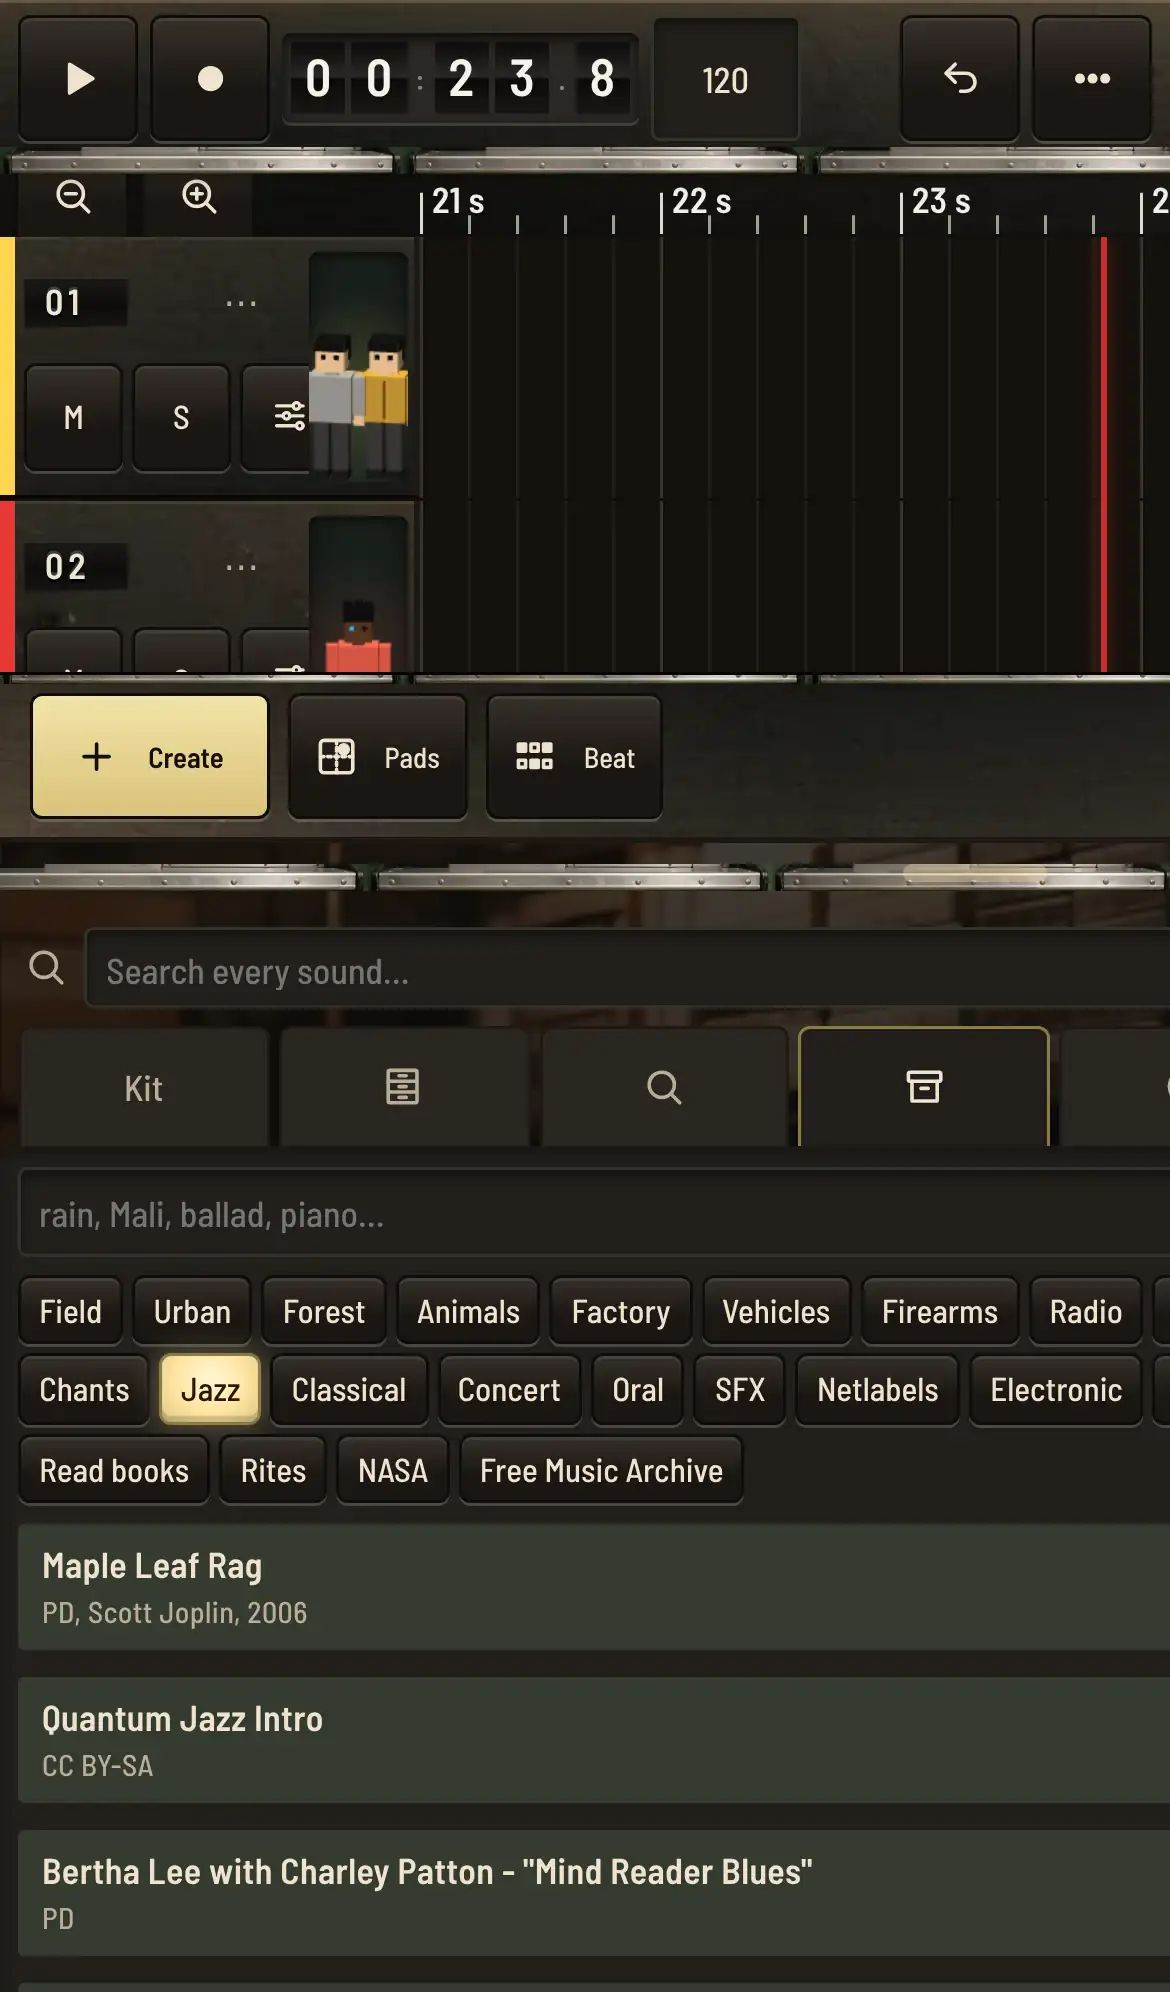 00:23.8
120
21 s
22 s
23 s
2
01
...
M
S
02
...
Create
Pads
Beat
Search every sound...
Kit
rain, Mali, ballad, piano...
Field Urban Forest Animals Factory Vehicles Firearms Radio
Chants Jazz Classical Concert Oral SFX Netlabels Electronic
Read books Rites NASA Free Music Archive
Maple Leaf Rag
PD, Scott Joplin, 2006
Quantum Jazz Intro
CC BY-SA
Bertha Lee with Charley Patton - "Mind Reader Blues"
PD